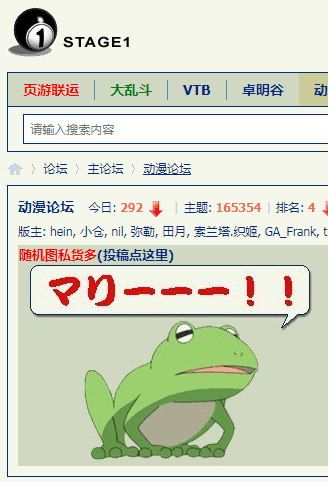 1
STAGE1
页游联运 大乱斗 VTB 卓明谷 动
请输入搜索内容
论坛 主论坛 动漫论坛
动漫论坛 今日: 292 | 主题: 165354 | 排名: 4
版主: hein, 小仓, nil, 弥勒, 田月, 索兰塔.织姬, GA_Frank, t
随机图私货多(投稿点这里)
マリーーー！！